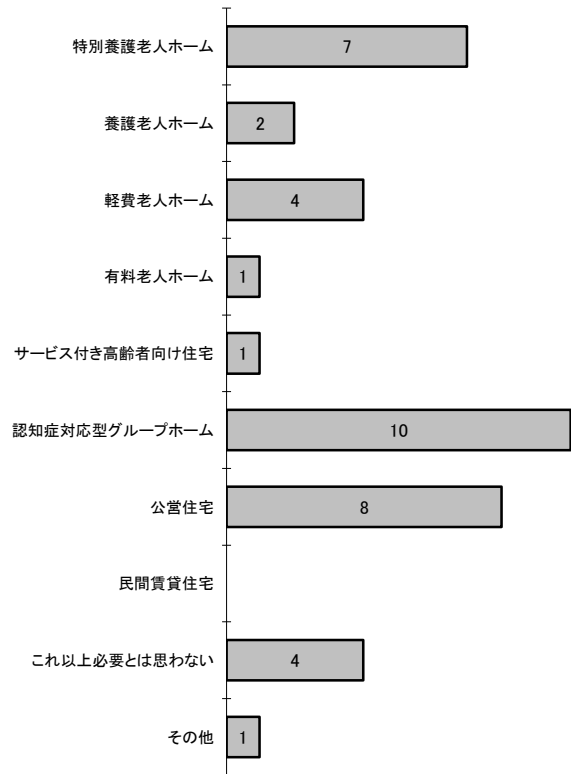 特別養護老人ホーム 7
養護老人ホーム 2
軽費老人ホーム 4
有料老人ホーム 1
サービス付き高齢者向け住宅 1
認知症対応型グループホーム 10
公営住宅 8
民間賃貸住宅
これ以上必要とは思わない 4
その他 1